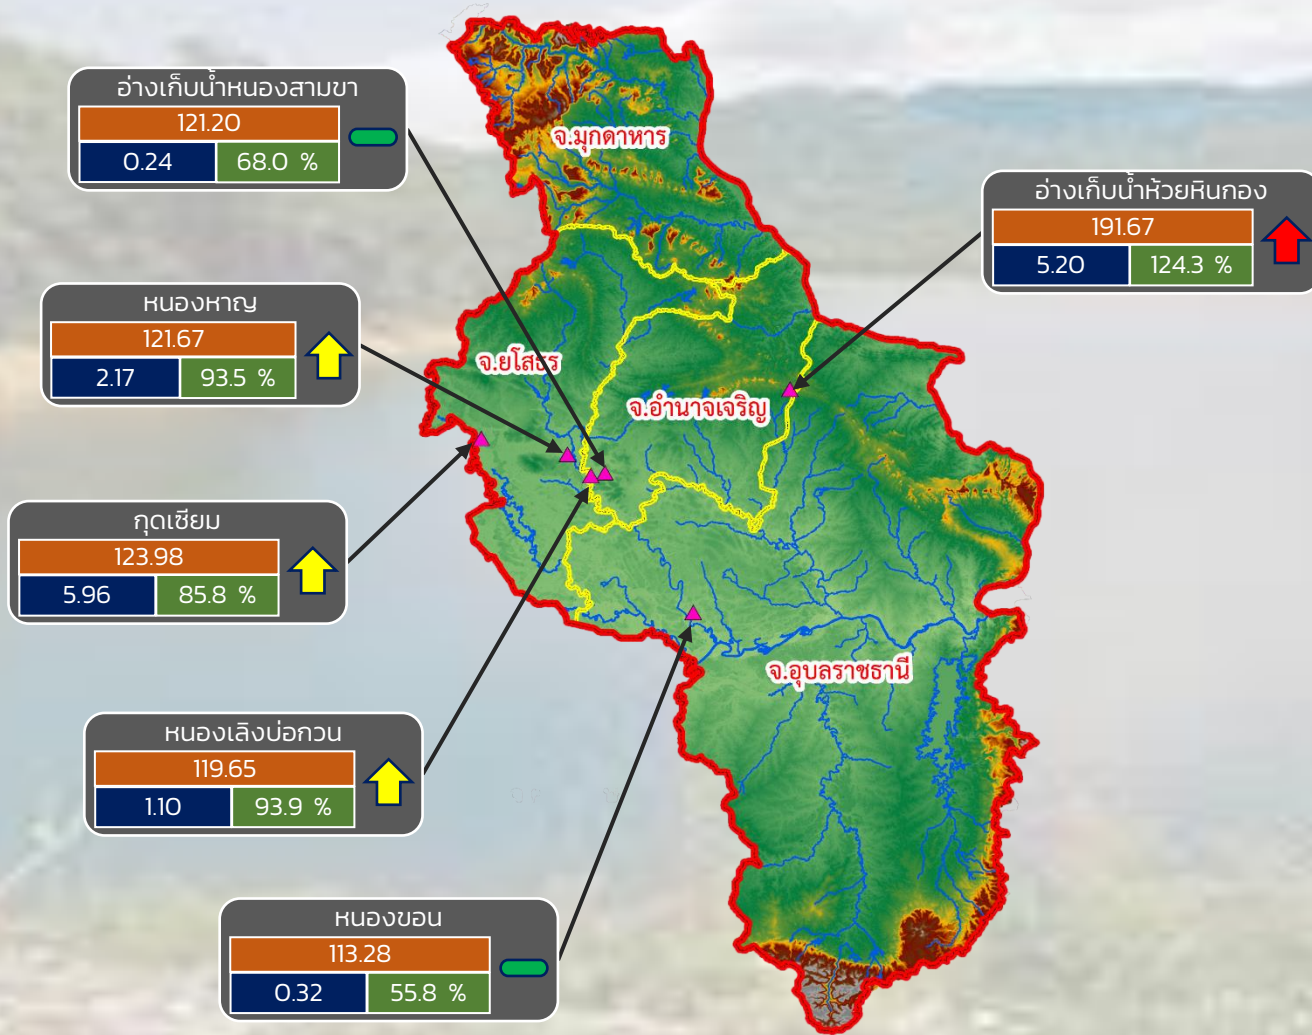 อ่างเก็บน้ำหนองสามขา
121.20
0.24 68.0 %
จ.มุกดาหาร
อ่างเก็บน้ำห้วยหินกอง
191.67
5.20 124.3 %
หนองหาญ
121.67
2.17 93.5 %
จ.ยโสธร
จ.อำนาจเจริญ
กุดเซียม
123.98
5.96 85.8 %
จ.อุบลราชธานี
หนองเลิงบ่อกวน
119.65
1.10 93.9 %
หนองขอน
113.28
0.32 55.8 %